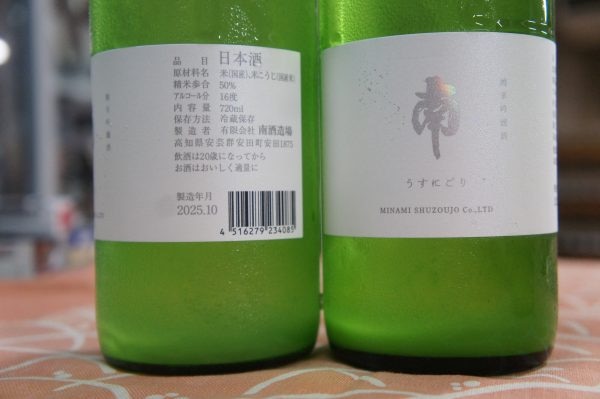 品目 日本酒
原材料名 米(国産)、米こうじ(国産米)
精米歩合 50%
アルコール分 16度
内容量 720ml
保存方法 冷蔵保存
製造者 有限会社 南酒造場
高知県安芸郡安田町安田1875
飲酒は20歳になってから
お酒はおいしく適量に
製造年月
2025.10
4 516279 234085
南
純米吟醸酒
うすにごり
MINAMI SHUZOUJO Co.,LTD